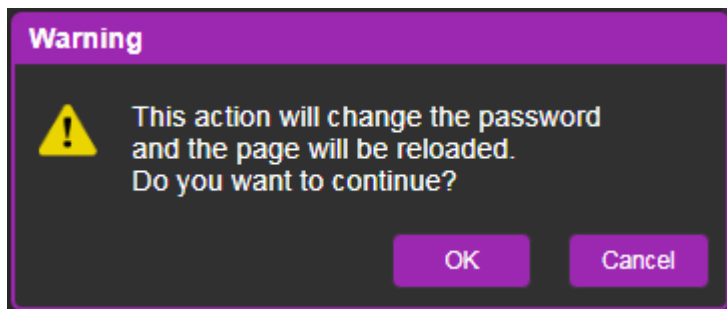 Warning
This action will change the password
and the page will be reloaded.
Do you want to continue?
OK
Cancel